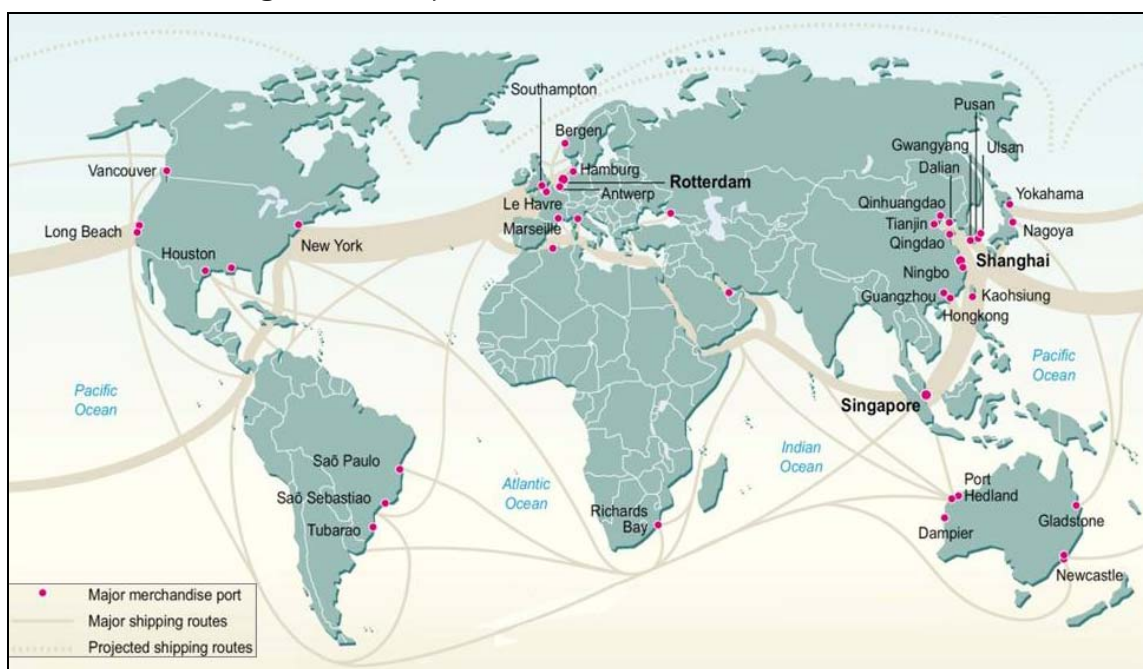 Southampton
Bergen
Hamburg
Rotterdam
Antwerp
Le Havre
Marseille
Vancouver
Long Beach
Houston
New York
Pusan
Gwangyang
Ulsan
Dalian
Qinhuangdao
Tianjin
Qingdao
Yokahama
Nagoya
Shanghai
Ningbo
Guangzhou
Kaohsiung
Hongkong
Pacific
Ocean
Pacific
Ocean
Singapore
Saõ Paulo
Saõ Sebastiao
Tubarao
Atlantic
Ocean
Indian
Ocean
Richards
Bay
Port
Hedland
Dampier
Gladstone
Newcastle
Major merchandise port
Major shipping routes
Projected shipping routes